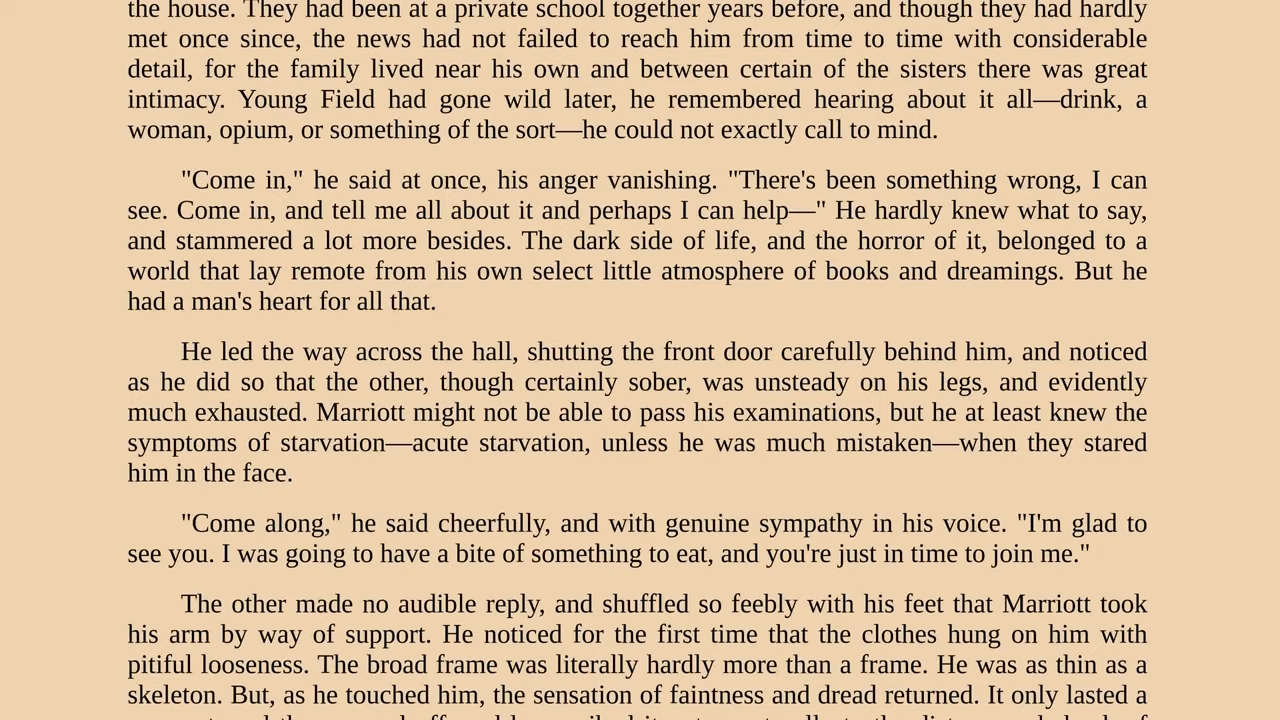 the house. They had been at a private school together years before, and though they had hardly
met once since, the news had not failed to reach him from time to time with considerable
detail, for the family lived near his own and between certain of the sisters there was great
intimacy. Young Field had gone wild later, he remembered hearing about it all—drink, a
woman, opium, or something of the sort—he could not exactly call to mind.
"Come in," he said at once, his anger vanishing. "There's been something wrong, I can
see. Come in, and tell me all about it and perhaps I can help—" He hardly knew what to say,
and stammered a lot more besides. The dark side of life, and the horror of it, belonged to a
world that lay remote from his own select little atmosphere of books and dreamings. But he
had a man's heart for all that.
He led the way across the hall, shutting the front door carefully behind him, and noticed
as he did so that the other, though certainly sober, was unsteady on his legs, and evidently
much exhausted. Marriott might not be able to pass his examinations, but he at least knew the
symptoms of starvation—acute starvation, unless he was much mistaken—when they stared
him in the face.
"Come along," he said cheerfully, and with genuine sympathy in his voice. "I'm glad to
see you. I was going to have a bite of something to eat, and you're just in time to join me."
The other made no audible reply, and shuffled so feebly with his feet that Marriott took
his arm by way of support. He noticed for the first time that the clothes hung on him with
pitiful looseness. The broad frame was literally hardly more than a frame. He was as thin as a
skeleton. But, as he touched him, the sensation of faintness and dread returned. It only lasted a